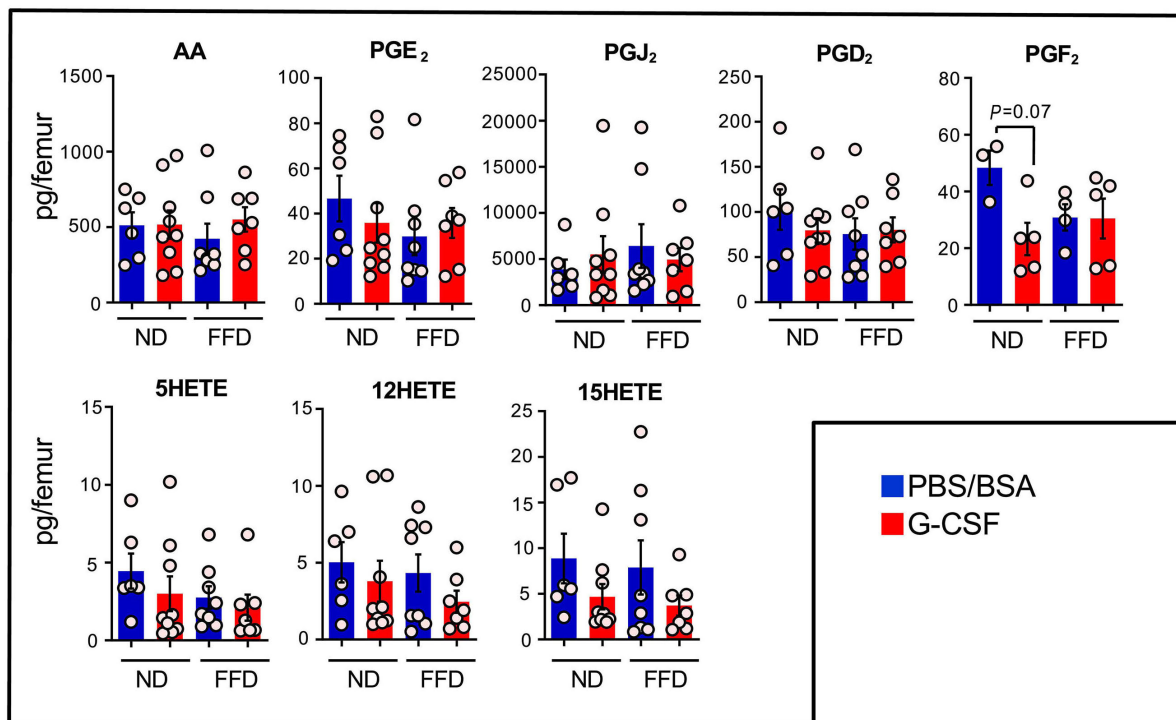 AA
PGE₂
PGJ₂
PGD₂
PGF₂
pg/femur
1500
1000
500
0
ND
FFD
100
80
60
40
20
0
ND
FFD
25000
20000
15000
10000
5000
0
ND
FFD
250
200
150
100
50
0
ND
FFD
80
60
40
20
0
P=0.07
ND
FFD
5HETE
12HETE
15HETE
pg/femur
15
10
5
0
ND
FFD
15
10
5
0
ND
FFD
25
20
15
10
5
0
ND
FFD
PBS/BSA
G-CSF